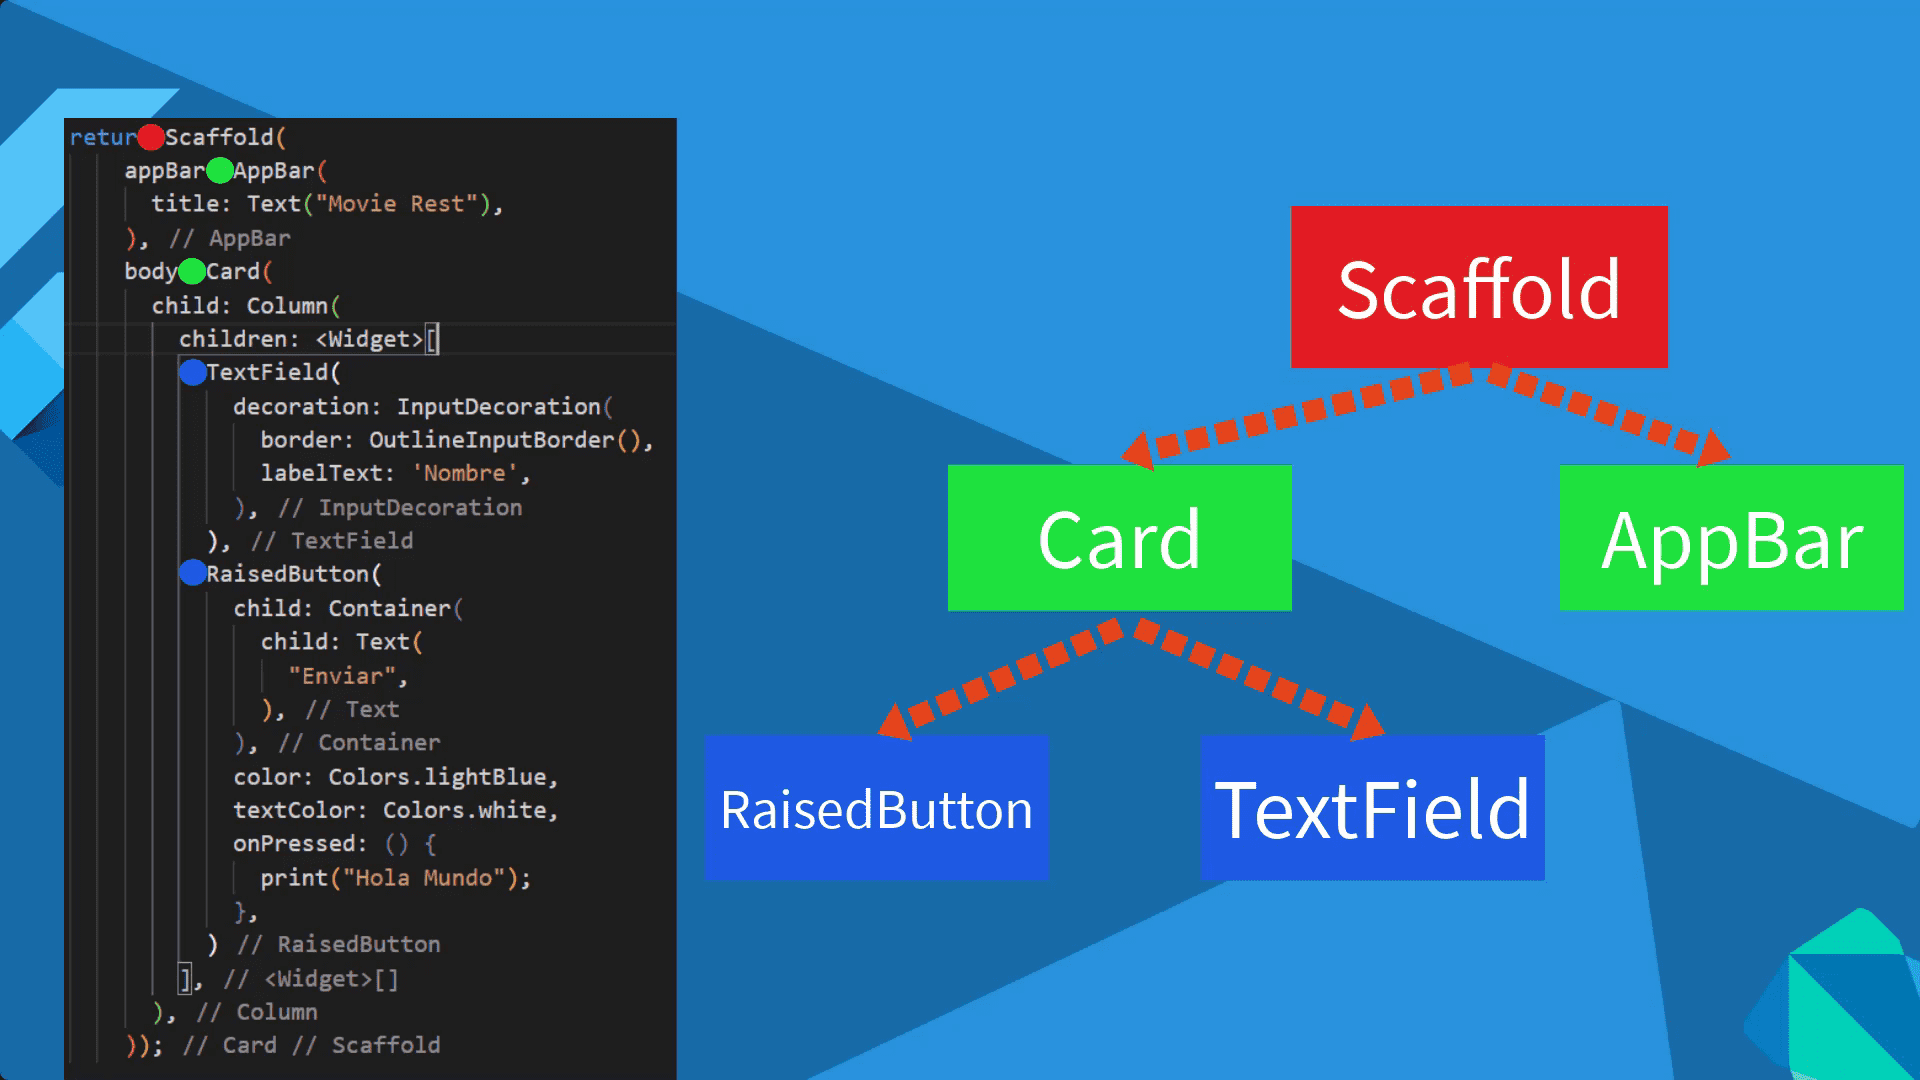 retur Scaffold(
appBar AppBar(
title: Text("Movie Rest"),
), // AppBar
body Card(
child: Column(
children: <Widget>[
TextField(
decoration: InputDecoration(
border: OutlineInputBorder(),
labelText: 'Nombre',
), // InputDecoration
), // TextField
RaisedButton(
child: Container(
child: Text(
"Enviar",
), // Text
), // Container
color: Colors.lightBlue,
textColor: Colors.white,
onPressed: () {
print("Hola Mundo");
},
) // RaisedButton
], // <Widget>[]
), // Column
)); // Card // Scaffold
Scaffold
Card
AppBar
RaisedButton
TextField